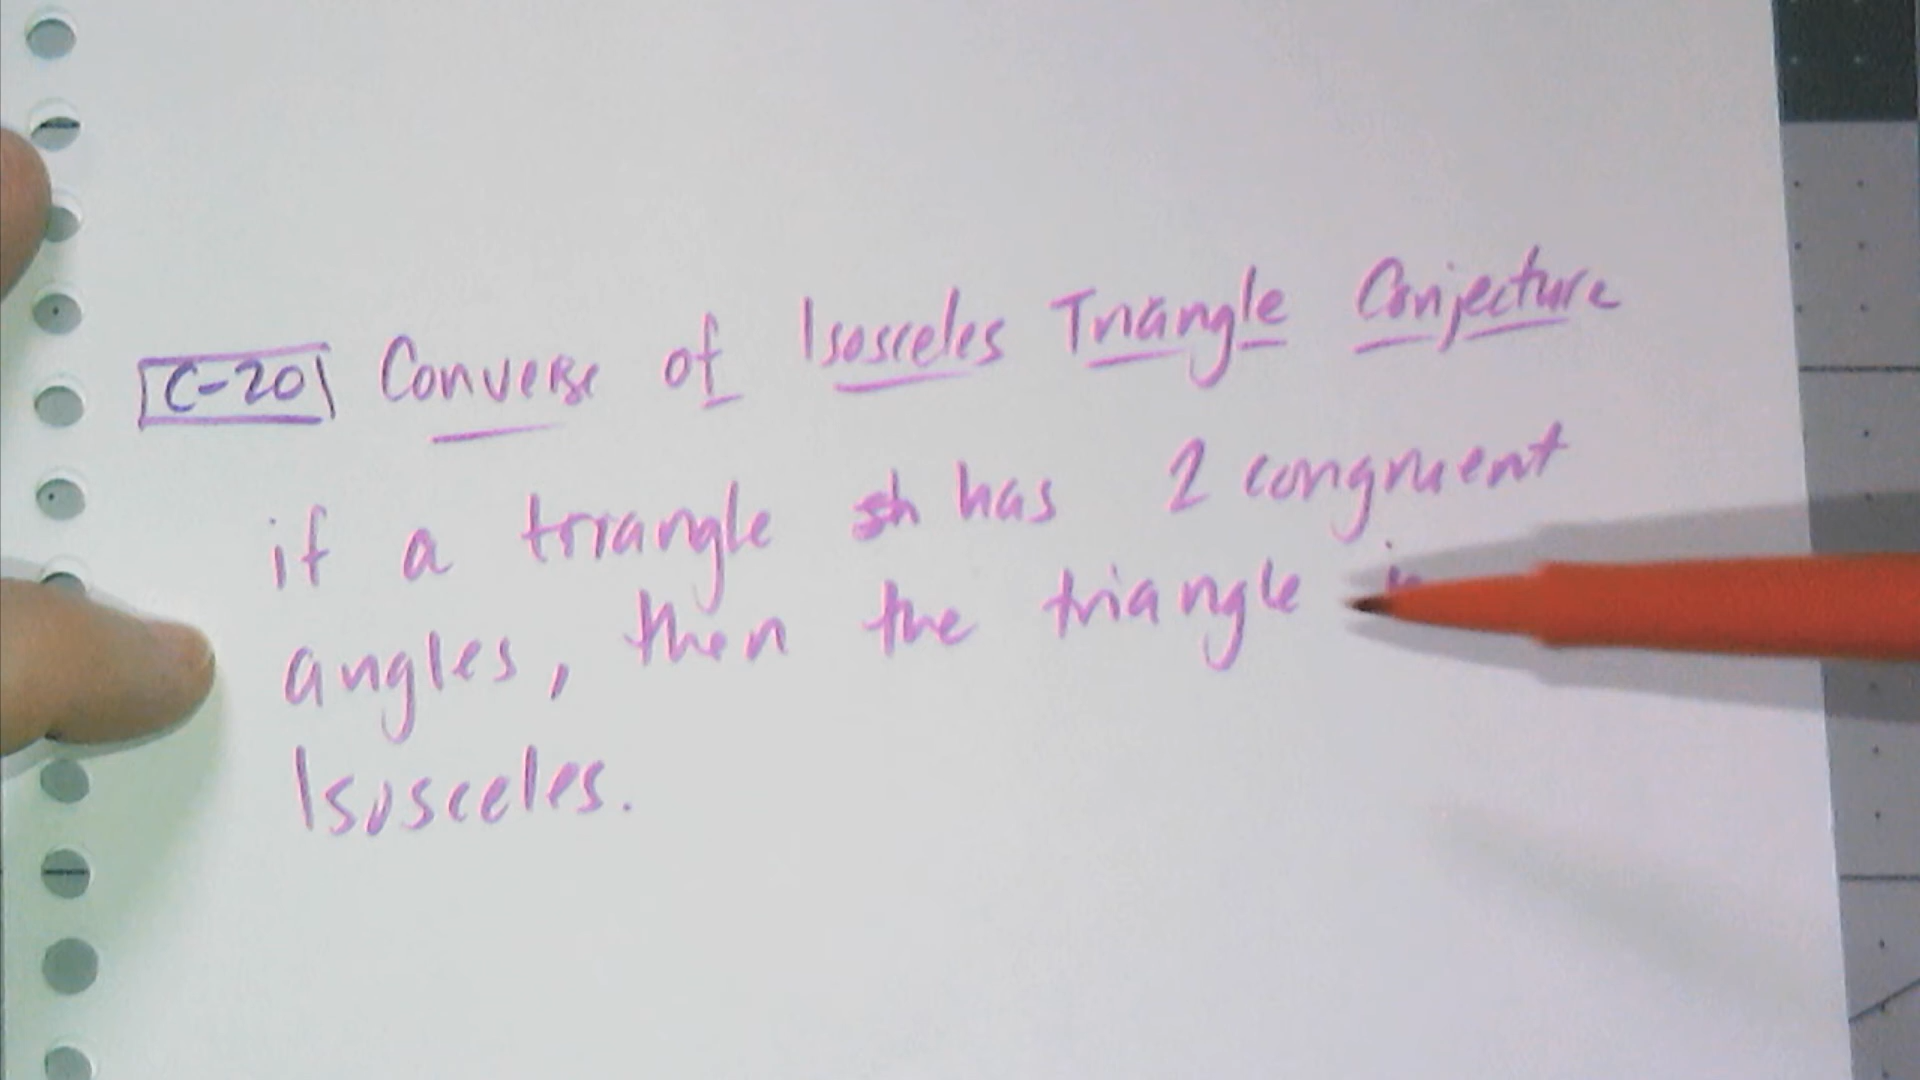 C-20 Converse of Isosceles Triangle Conjecture
if a triangle has 2 congruent
angles, then the triangle
Isosceles.